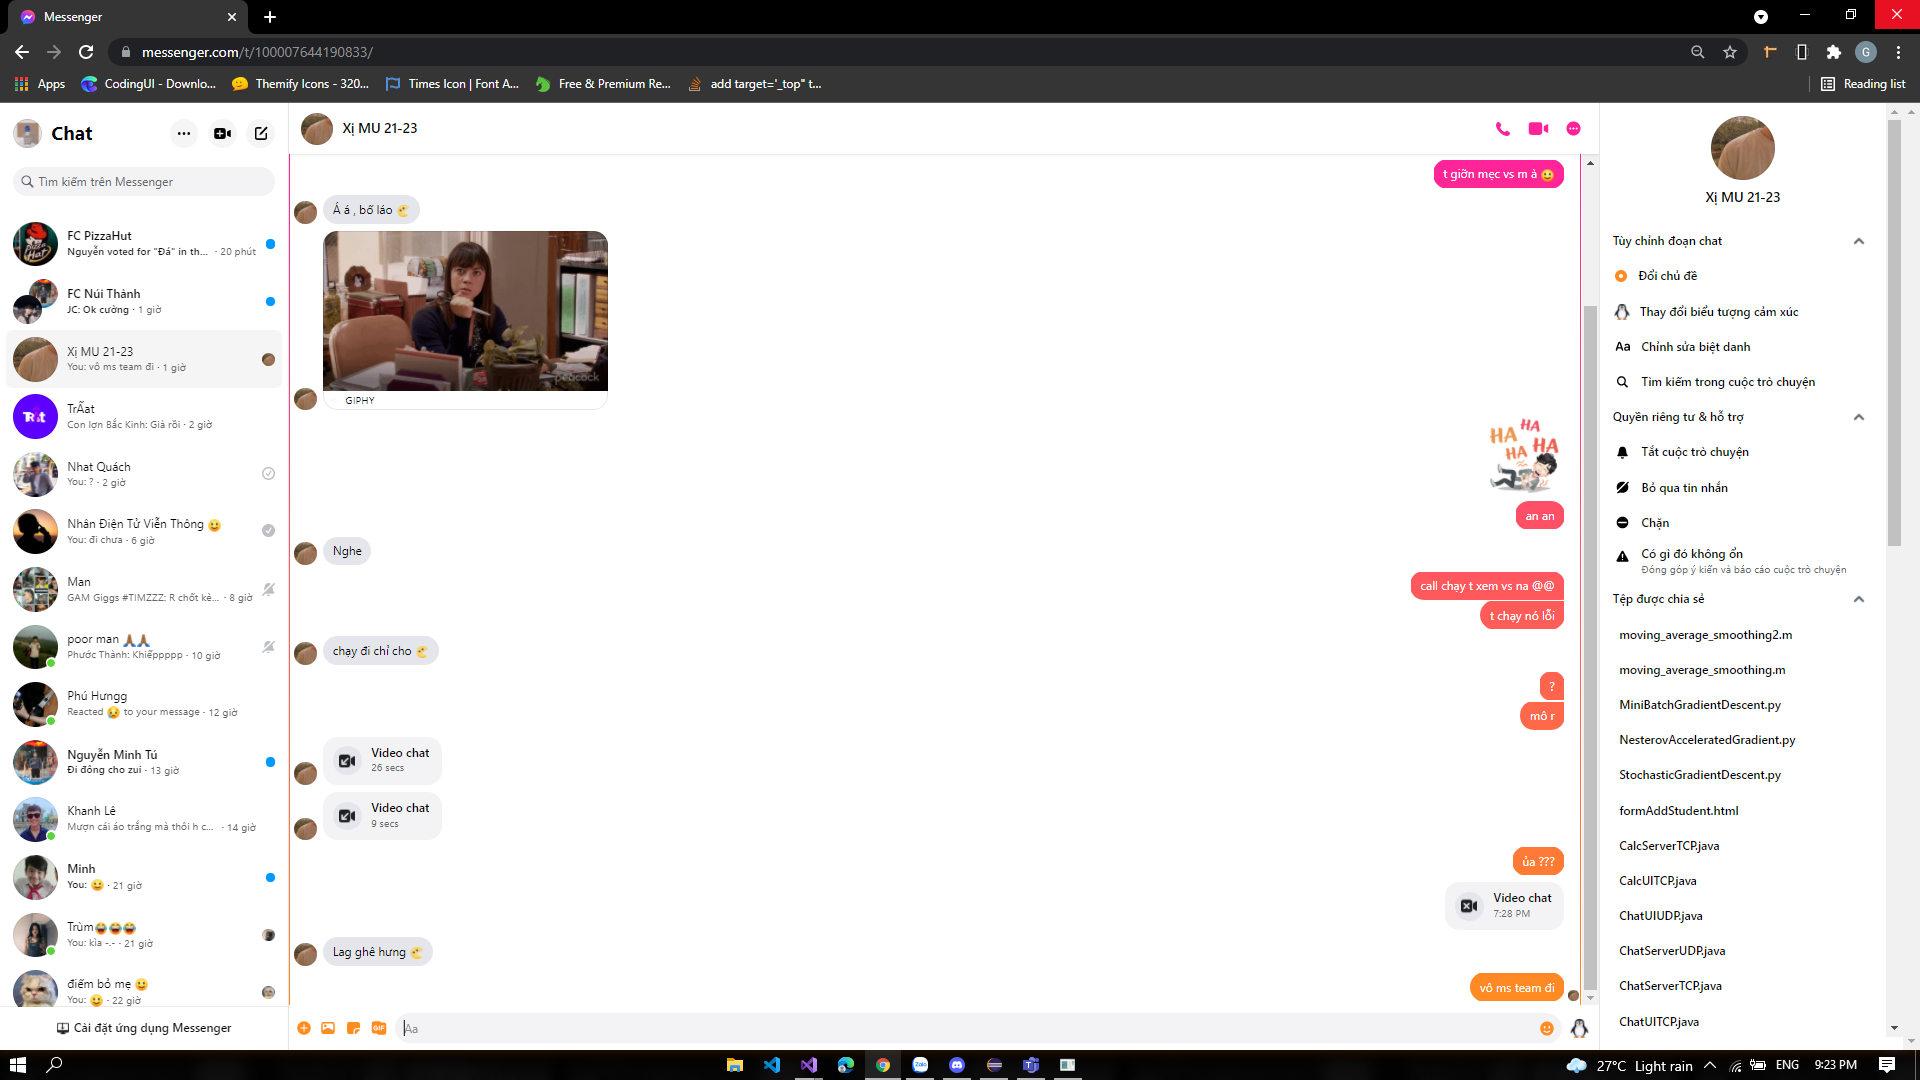 Messenger
messenger.com/t/100007644190833/
G
Apps
CodingUI - Downlo...
Themify Icons - 320...
Times Icon | Font A...
Free & Premium Re...
add target='_top" t...
Reading list
Chat
Tìm kiếm trên Messenger
FC PizzaHut
Nguyễn voted for "Đá" in th... · 20 phút
FC Núi Thành
JC: Ok cường · 1 giờ
Xị MU 21-23
You: vô ms team đi · 1 giờ
TrÃat
Con lợn Bắc Kinh: Già rồi · 2 giờ
Nhat Quách
You: ? · 2 giờ
Nhân Điện Tử Viễn Thông 😃
You: đi chưa · 6 giờ
Man
GAM Giggs #TIMZZZ: R chốt kè... · 8 giờ
poor man 🙏🏾🙏🏾
Phước Thành: Khiếppppp · 10 giờ
Phú Hưngg
Reacted 😢 to your message · 12 giờ
Nguyễn Minh Tú
Đi đông cho zui · 13 giờ
Khanh Lê
Mượn cái áo trắng mà thôi h c... · 14 giờ
Minh
You: 😃 · 21 giờ
Trùm😂😂😂
You: kìa -.- · 21 giờ
điếm bỏ mẹ 😃
You: 😃 · 22 giờ
Cài đặt ứng dụng Messenger
Xị MU 21-23
t giỡn mẹc vs m à 😃
Á á , bố láo
peacock
GIPHY
HA HA HA HA HA
an an
Nghe
call chạy t xem vs na @@
t chạy nó lỗi
chạy đi chỉ cho
?
mô r
Video chat
26 secs
Video chat
9 secs
ủa ???
Video chat
7:28 PM
Lag ghê hưng
vô ms team đi
GIF
Aa
Xị MU 21-23
Tùy chỉnh đoạn chat
Đổi chủ đề
Thay đổi biểu tượng cảm xúc
Aa Chỉnh sửa biệt danh
Tìm kiếm trong cuộc trò chuyện
Quyền riêng tư & hỗ trợ
Tắt cuộc trò chuyện
Bỏ qua tin nhắn
Chặn
Có gì đó không ổn
Đóng góp ý kiến và báo cáo cuộc trò chuyện
Tệp được chia sẻ
moving_average_smoothing2.m
moving_average_smoothing.m
MiniBatchGradientDescent.py
NesterovAcceleratedGradient.py
StochasticGradientDescent.py
formAddStudent.html
CalcServerTCP.java
CalcUITCP.java
ChatUIUDP.java
ChatServerUDP.java
ChatServerTCP.java
ChatUITCP.java
Zalo
27°C Light rain
ENG
9:23 PM